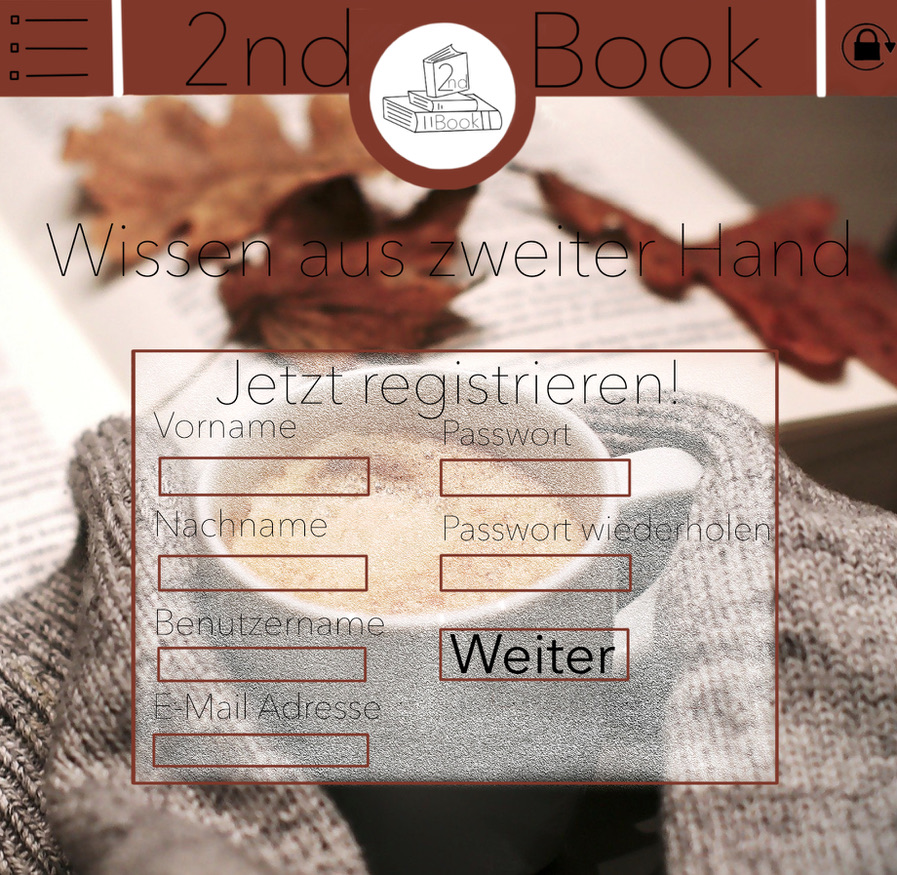 2nd Book
2nd
Book
Wissen aus zweiter Hand
Jetzt registrieren!
Vorname
Nachname
Benutzername
E-Mail Adresse
Passwort
Passwort wiederholen
Weiter